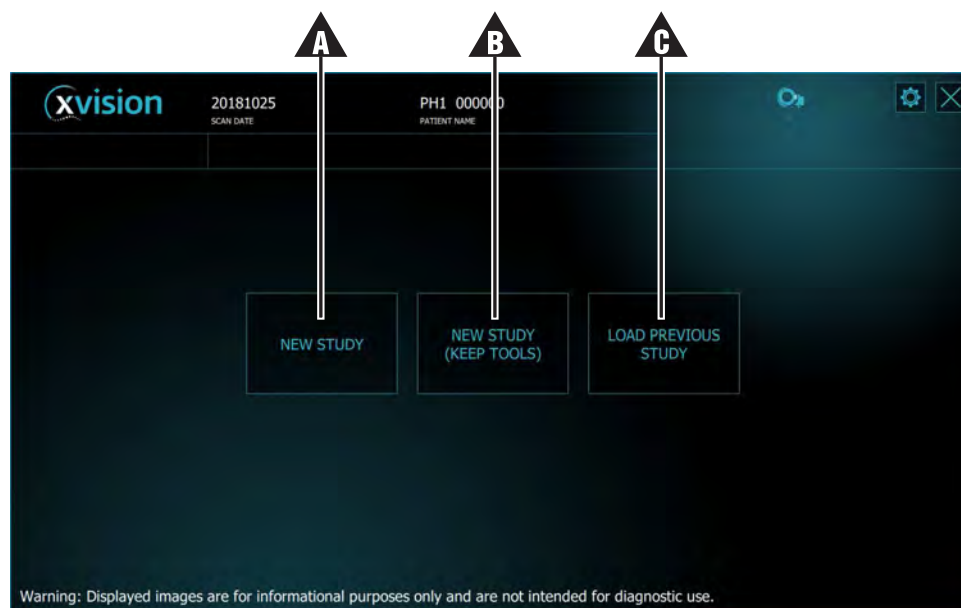 A B C
xvision
20181025 PH1 000000
SCAN DATE PATIENT NAME
NEW STUDY
NEW STUDY
(KEEP TOOLS)
LOAD PREVIOUS
STUDY
Warning: Displayed images are for informational purposes only and are not intended for diagnostic use.